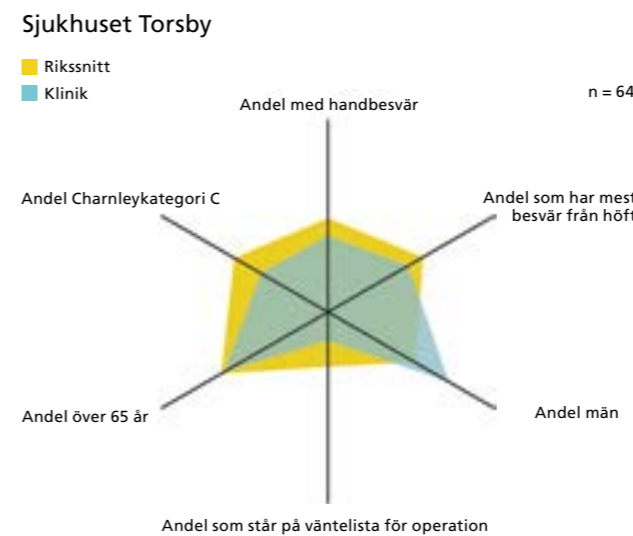 Sjukhuset Torsby
Rikssnitt
Klinik
n = 64
Andel med handbesvär
Andel Charnleykategori C
Andel som har mest
besvär från höft
Andel över 65 år
Andel män
Andel som står på väntelista för operation